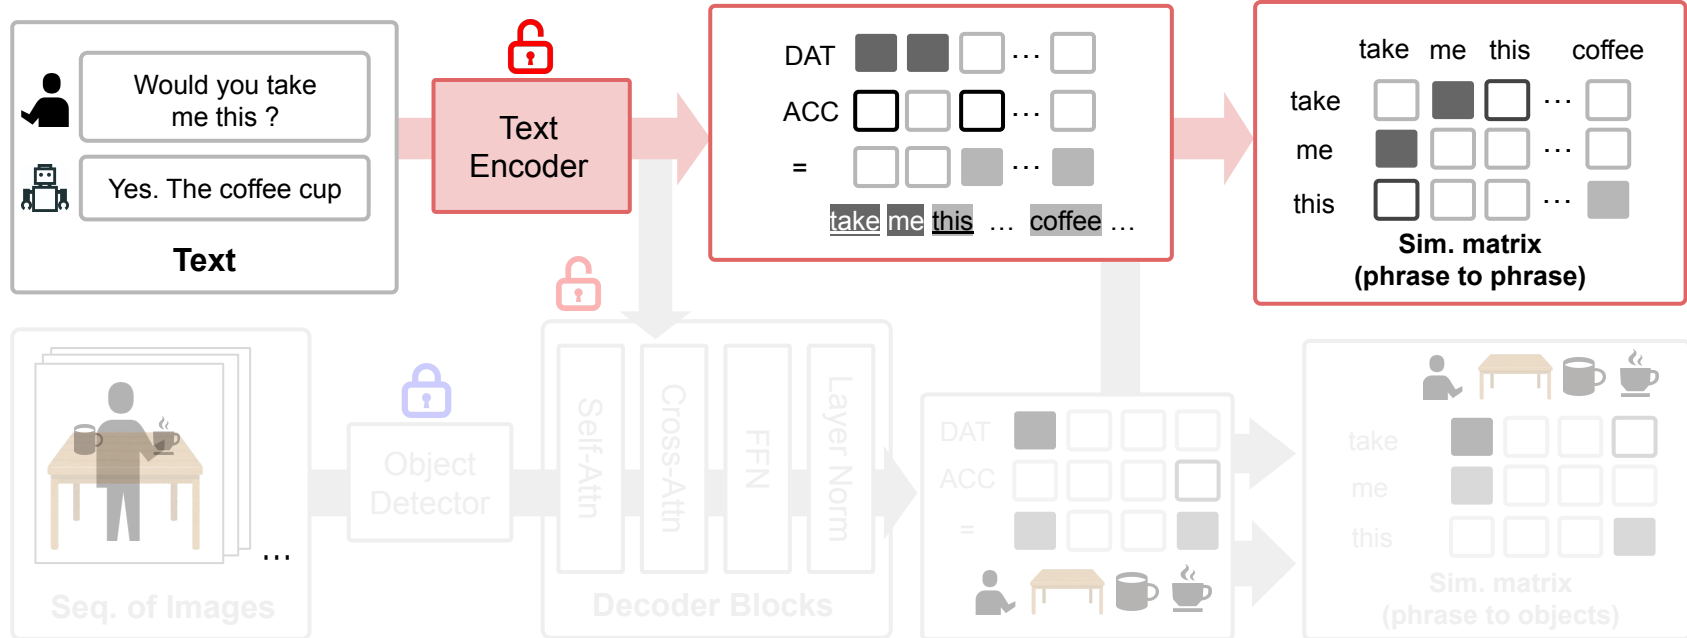 Would you take
me this ?
Yes. The coffee cup
Text
Text
Encoder
DAT
ACC
=
take me this ... coffee ...
take me this coffee
take
me
this
Sim. matrix
(phrase to phrase)
Seq. of Images
...
Object
Detector
Self-Attn
Cross-Attn
FFN
Layer Norm
Decoder Blocks
DAT
ACC
=
take
me
this
Sim. matrix
(phrase to objects)